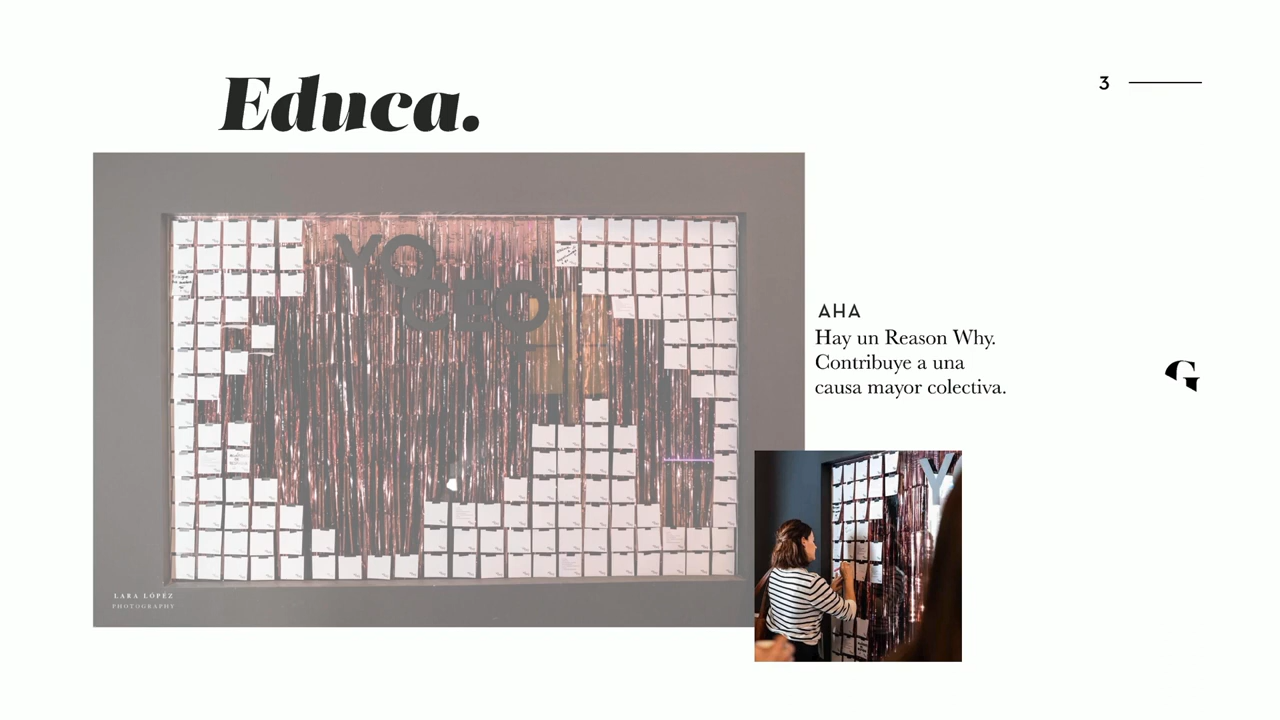 Educa.
3
YO
CEO
AHA
Hay un Reason Why.
Contribuye a una
causa mayor colectiva.
G
Y
LARA LÓPEZ
PHOTOGRAPHY